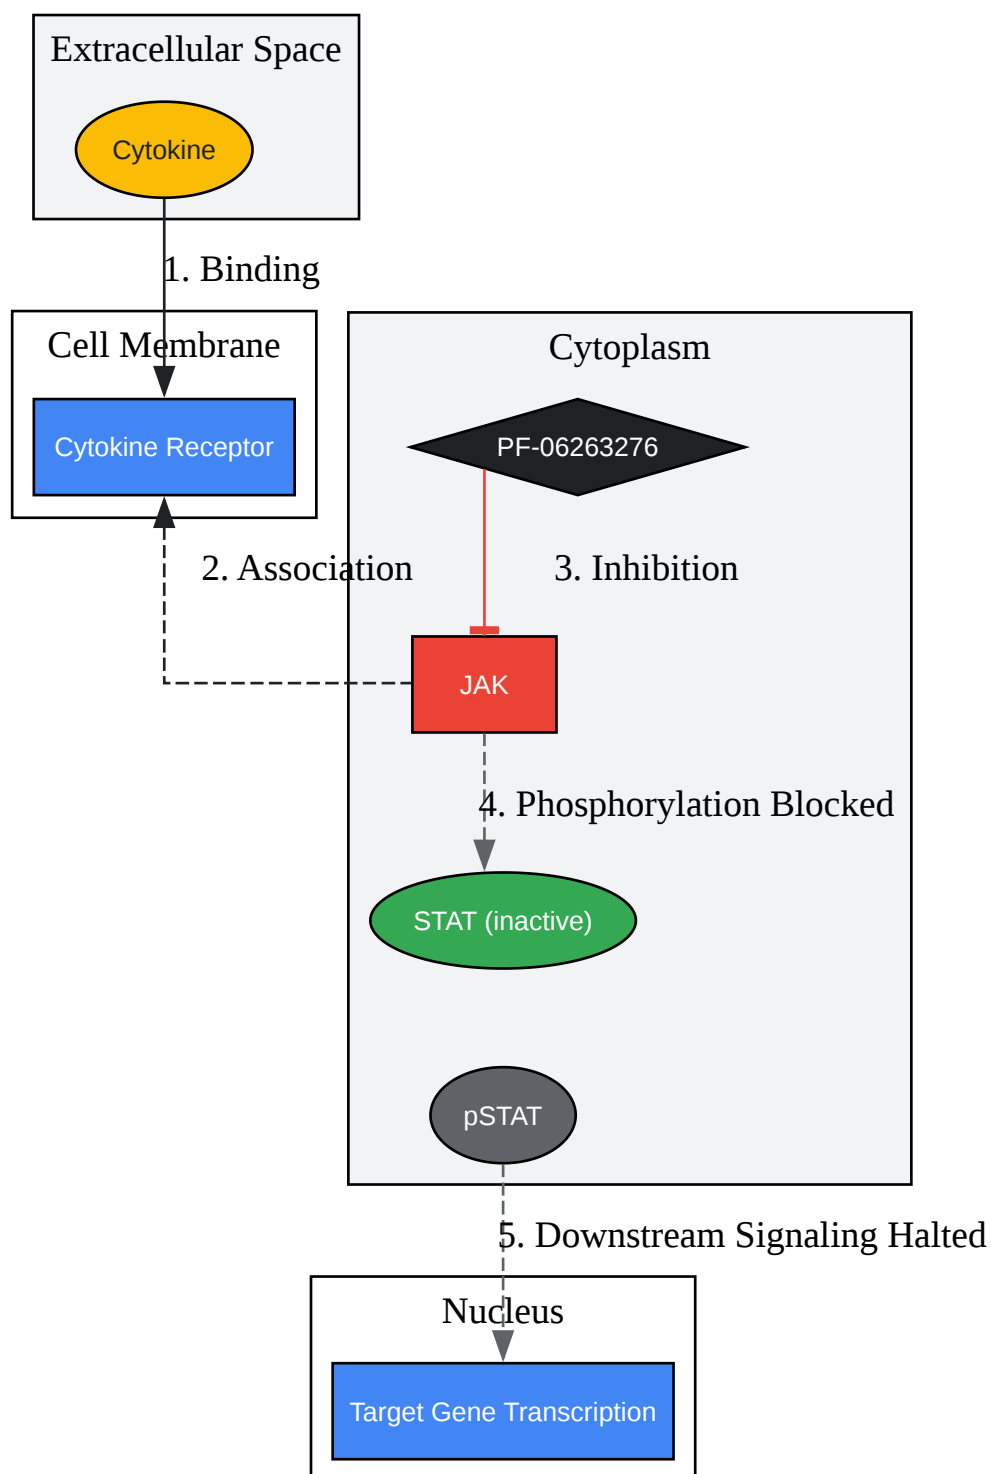 Extracellular Space
Cytokine
1. Binding
Cell Membrane
Cytokine Receptor
Cytoplasm
PF-06263276
2. Association
3. Inhibition
JAK
4. Phosphorylation Blocked
STAT (inactive)
pSTAT
5. Downstream Signaling Halted
Nucleus
Target Gene Transcription